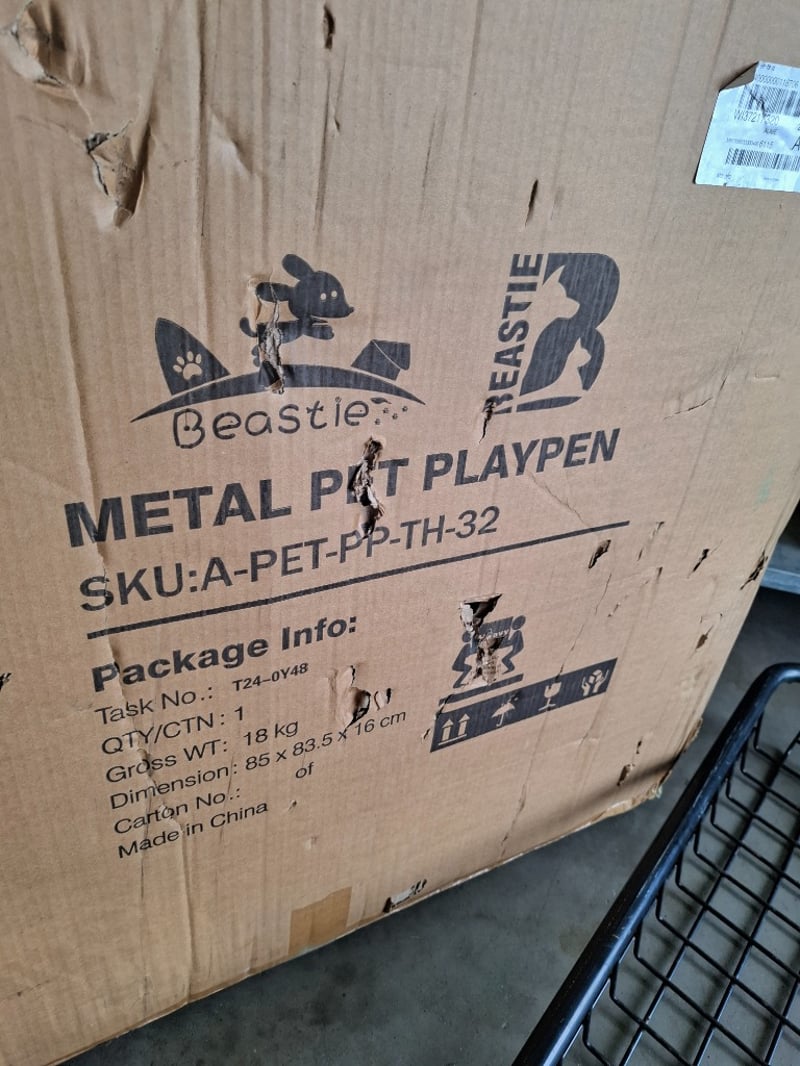 Beastie
BEASTIE
METAL PET PLAYPEN
SKU:A-PET-PP-TH-32
Package Info:
Task No.: T24-0Y48
QTY/CTN : 1
Gross WT: 18 kg
Dimension: 85 x 83.5 x 16 cm
Carton No.: of
Made in China